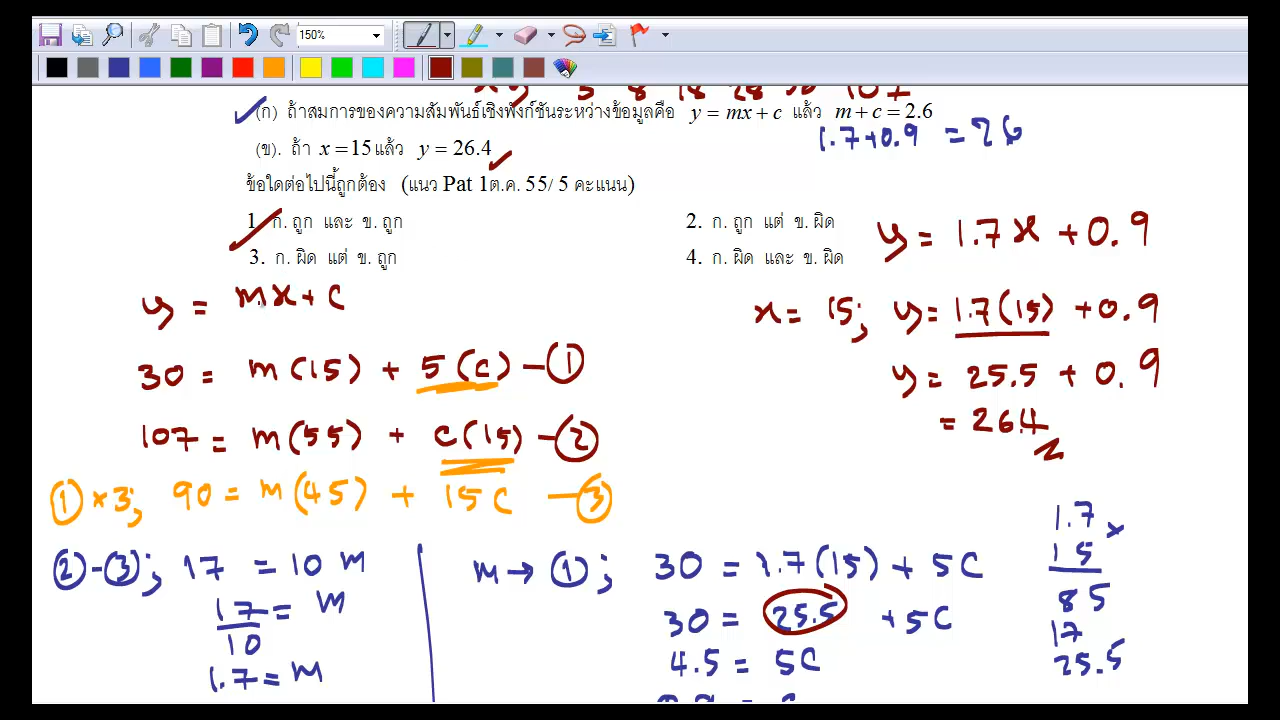 150%
x y 5 8 18 28 107
(ก) ถ้าสมการของความสัมพันธ์เชิงฟังก์ชันระหว่างข้อมูลคือ y = mx + c แล้ว m + c = 2.6
1.7+0.9 = 26
(ข). ถ้า x = 15 แล้ว y = 26.4
ข้อใดต่อไปนี้ถูกต้อง (แนว Pat 1ต.ค. 55/ 5 คะแนน)
1. ก. ถูก และ ข. ถูก
2. ก. ถูก แต่ ข. ผิด
3. ก. ผิด แต่ ข. ถูก
4. ก. ผิด และ ข. ผิด
y = 1.7x + 0.9
y = mx + c
x = 15; y = 1.7(15) + 0.9
30 = m(15) + 5(c) — ①
y = 25.5 + 0.9
= 26.4
107 = m(55) + c(15) — ②
① × 3; 90 = m(45) + 15c — ③
② - ③; 17 = 10 m
17/10 = m
1.7 = m
m → ①; 30 = 1.7(15) + 5c
30 = 25.5 + 5c
4.5 = 5c
1.7 ×
15
85
17
25.5